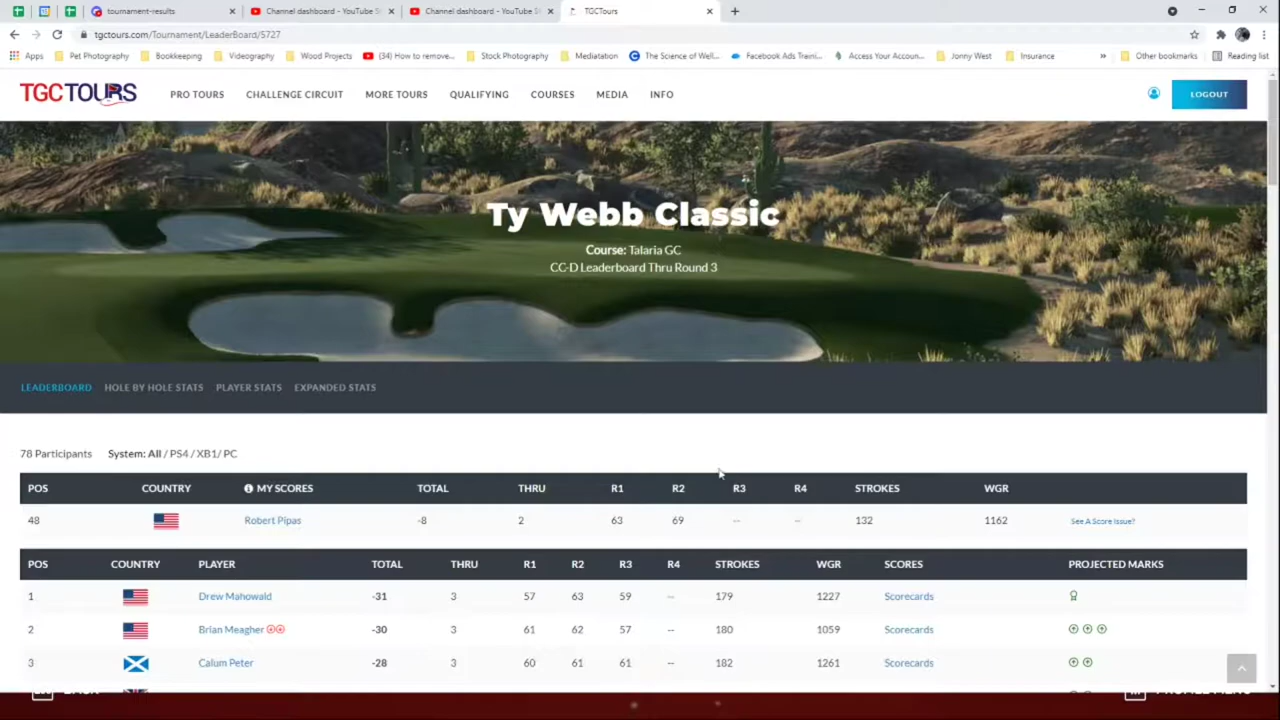 tournament-results
Channel dashboard - YouTube S
Channel dashboard - YouTube S
TGCTours
tgctours.com/Tournament/LeaderBoard/5727
Apps Pet Photography Bookkeeping Videography Wood Projects (34) How to remove... Stock Photography Mediatation The Science of Well... Facebook Ads Traini... Access Your Accoun... Jonny West Insurance » Other bookmarks Reading list
TGCTOURS PRO TOURS CHALLENGE CIRCUIT MORE TOURS QUALIFYING COURSES MEDIA INFO LOGOUT
Ty Webb Classic
Course: Talaria GC
CC-D Leaderboard Thru Round 3
LEADERBOARD HOLE BY HOLE STATS PLAYER STATS EXPANDED STATS
78 Participants System: All / PS4 / XB1/ PC
POS COUNTRY MY SCORES TOTAL THRU R1 R2 R3 R4 STROKES WGR
48 Robert Pipas -8 2 63 69 -- -- 132 1162 See A Score Issue?
POS COUNTRY PLAYER TOTAL THRU R1 R2 R3 R4 STROKES WGR SCORES PROJECTED MARKS
1 Drew Mahowald -31 3 57 63 59 -- 179 1227 Scorecards
2 Brian Meagher -30 3 61 62 57 -- 180 1059 Scorecards
3 Calum Peter -28 3 60 61 61 -- 182 1261 Scorecards